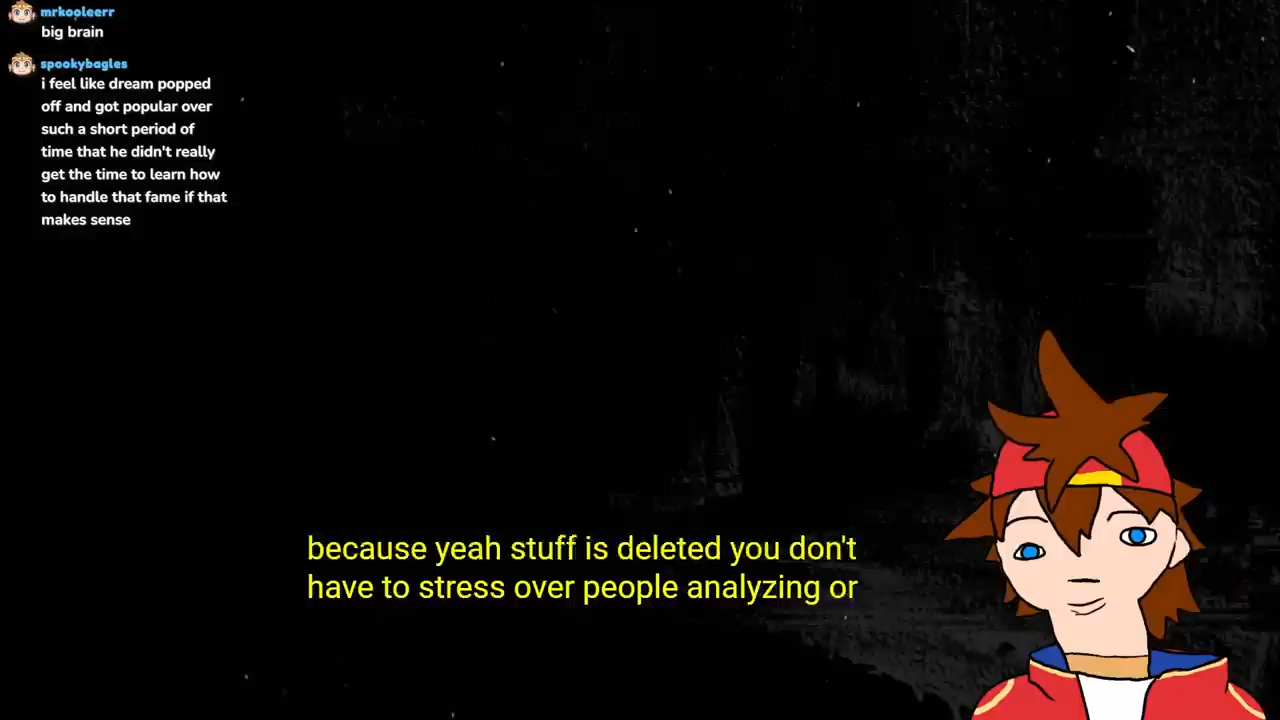 mrkooleerr
big brain
spookybagles
i feel like dream popped
off and got popular over
such a short period of
time that he didn't really
get the time to learn how
to handle that fame if that
makes sense
because yeah stuff is deleted you don't
have to stress over people analyzing or